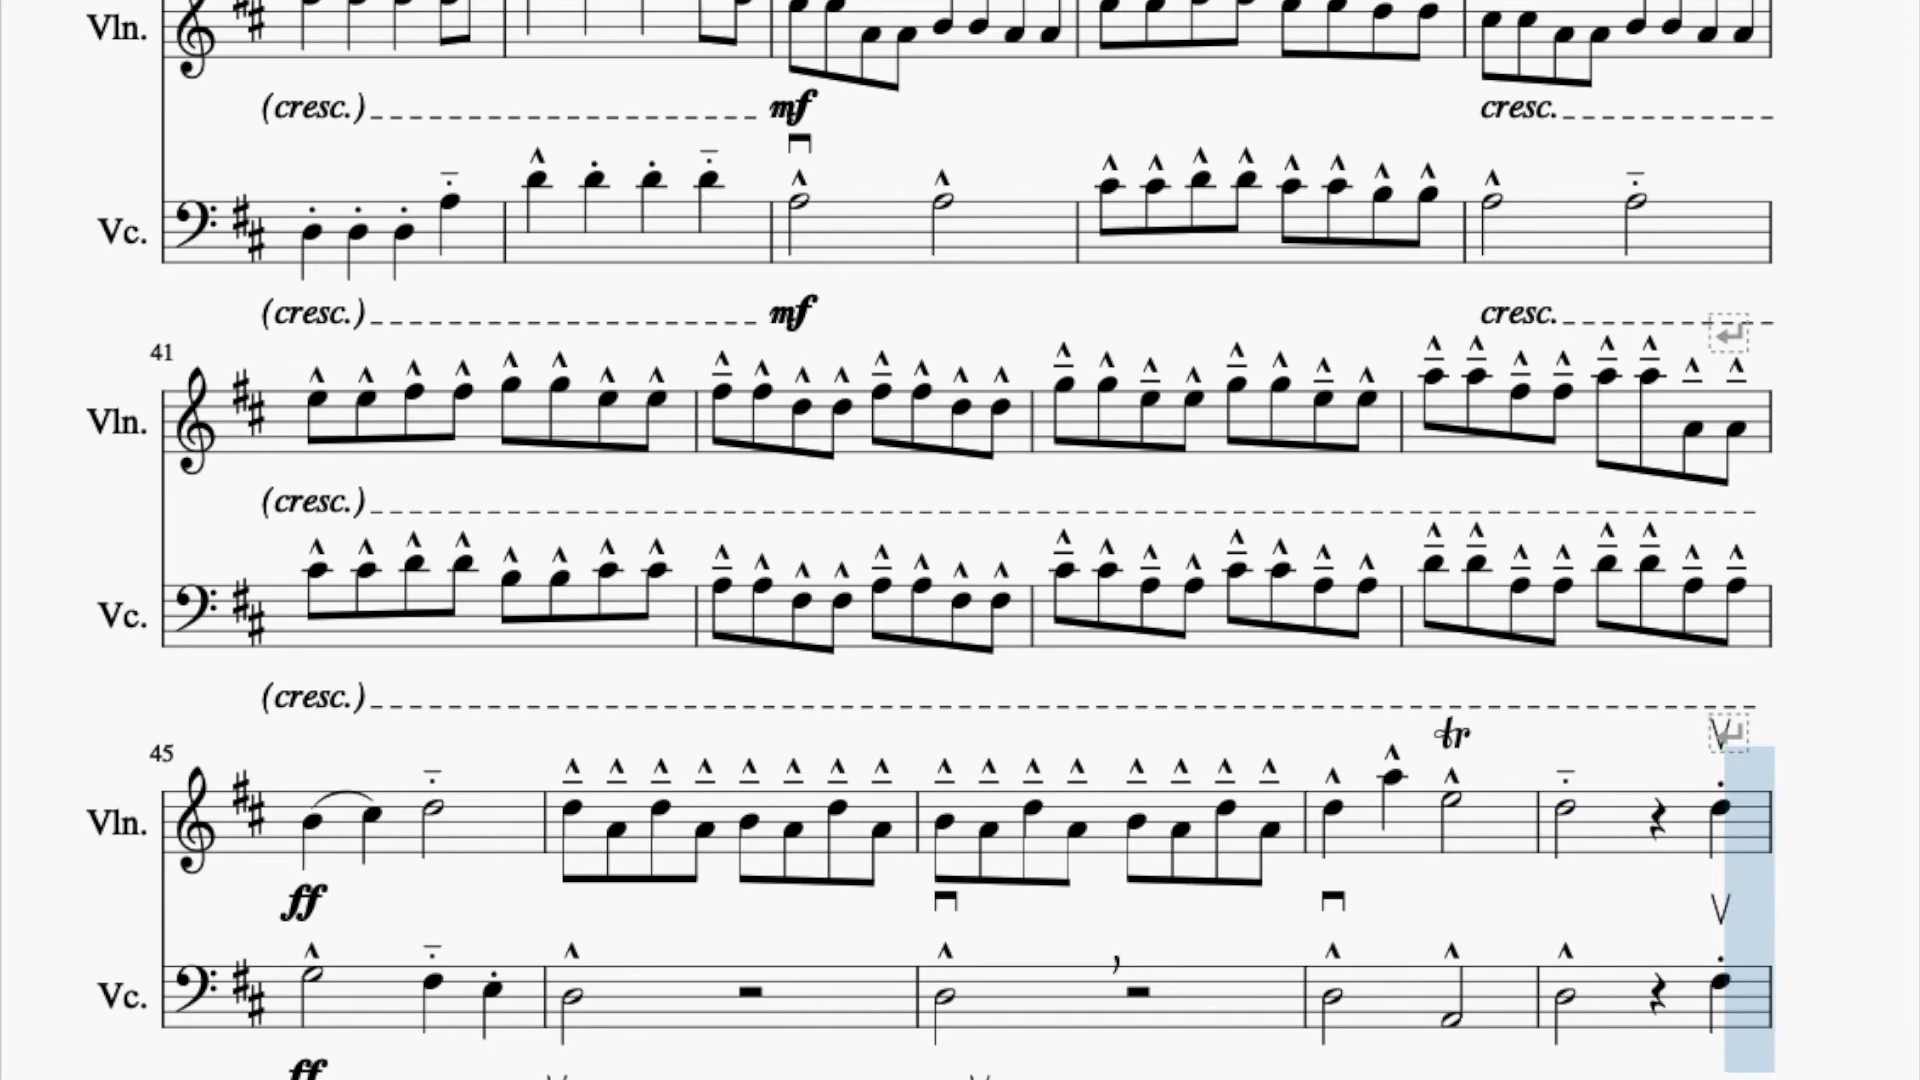 Vln.
(cresc.) mf cresc.
Vc.
(cresc.) mf cresc.
41
Vln.
(cresc.)
Vc.
(cresc.)
tr
45
Vln.
ff
Vc.
ff